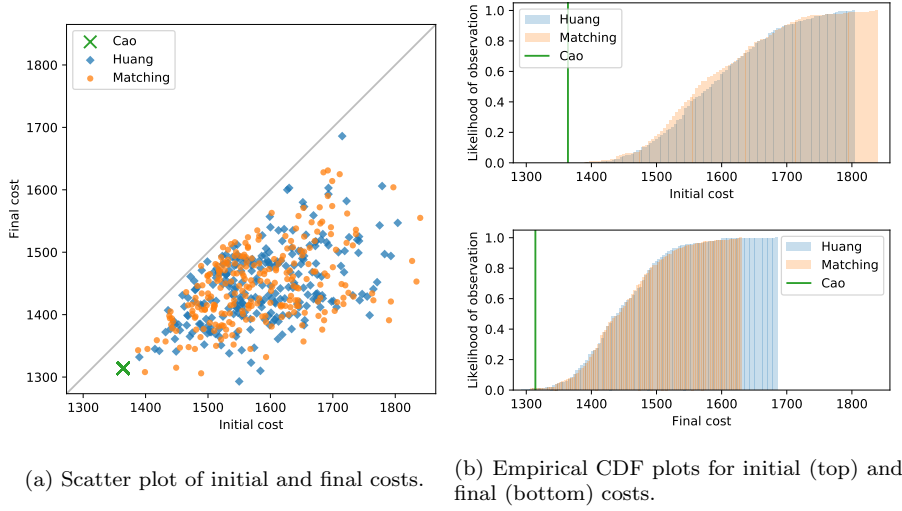 Cao
Huang
Matching
1800
1700
1600
1500
1400
1300
Final cost
1300 1400 1500 1600 1700 1800
Initial cost
(a) Scatter plot of initial and final costs.
Huang
Matching
Cao
1.0
0.8
0.6
0.4
0.2
0.0
Likelihood of observation
1300 1400 1500 1600 1700 1800
Initial cost
Huang
Matching
Cao
1.0
0.8
0.6
0.4
0.2
0.0
Likelihood of observation
1300 1400 1500 1600 1700 1800
Final cost
(b) Empirical CDF plots for initial (top) and
final (bottom) costs.